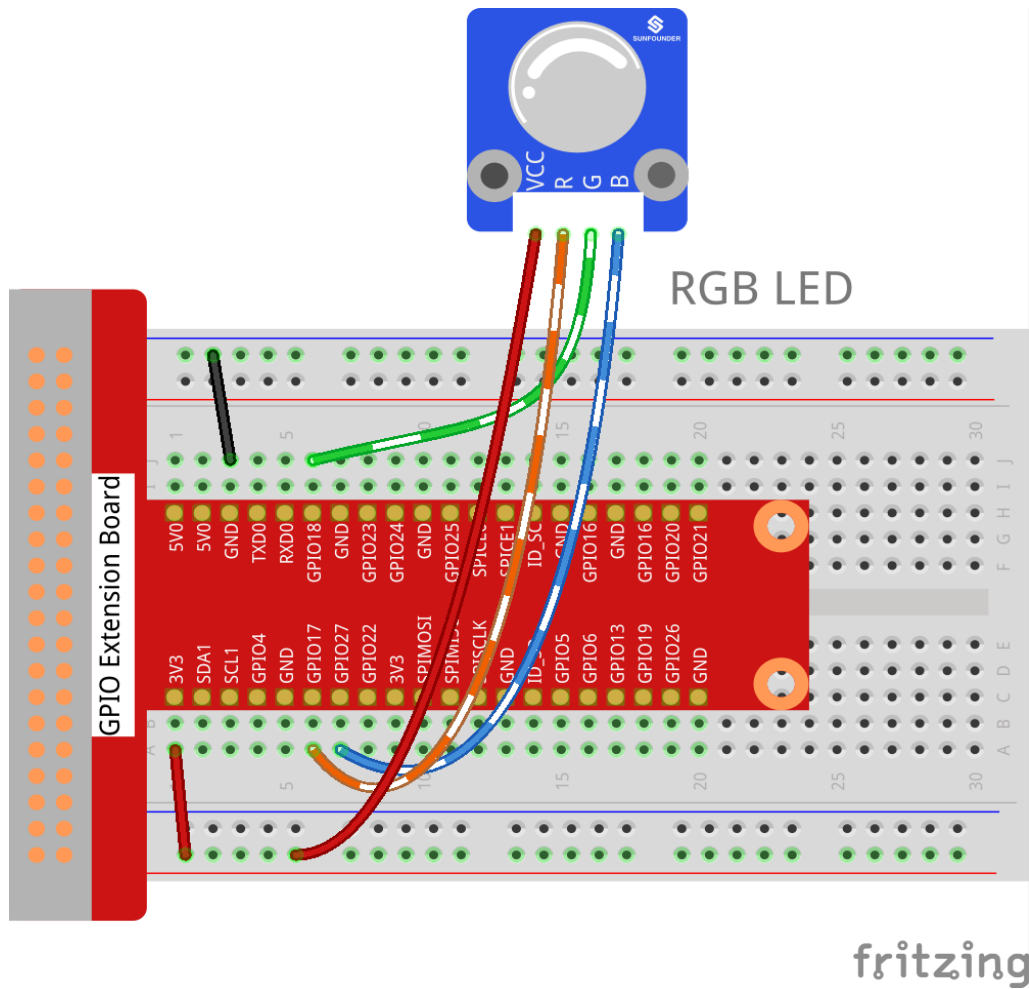 SUNFOUNDER
VCC
R
G
B
RGB LED
1
5
10
15
20
25
30
J
J
I
I
H
G
F
5V0
5V0
GND
TXD0
RXD0
GPIO18
GND
GPIO23
GPIO24
GND
GPIO25
SPICE1
ID_SC
GND
GPIO16
GND
GPIO16
GPIO20
GPIO21
GPIO Extension Board
3V3
SDA1
SCL1
GPIO4
GND
GPIO17
GPIO27
GPIO22
3V3
SPIMOSI
GND
GPIO5
GPIO6
GPIO13
GPIO19
GPIO26
GND
E
D
C
B
B
A
A
5
10
15
20
25
30
fritzing